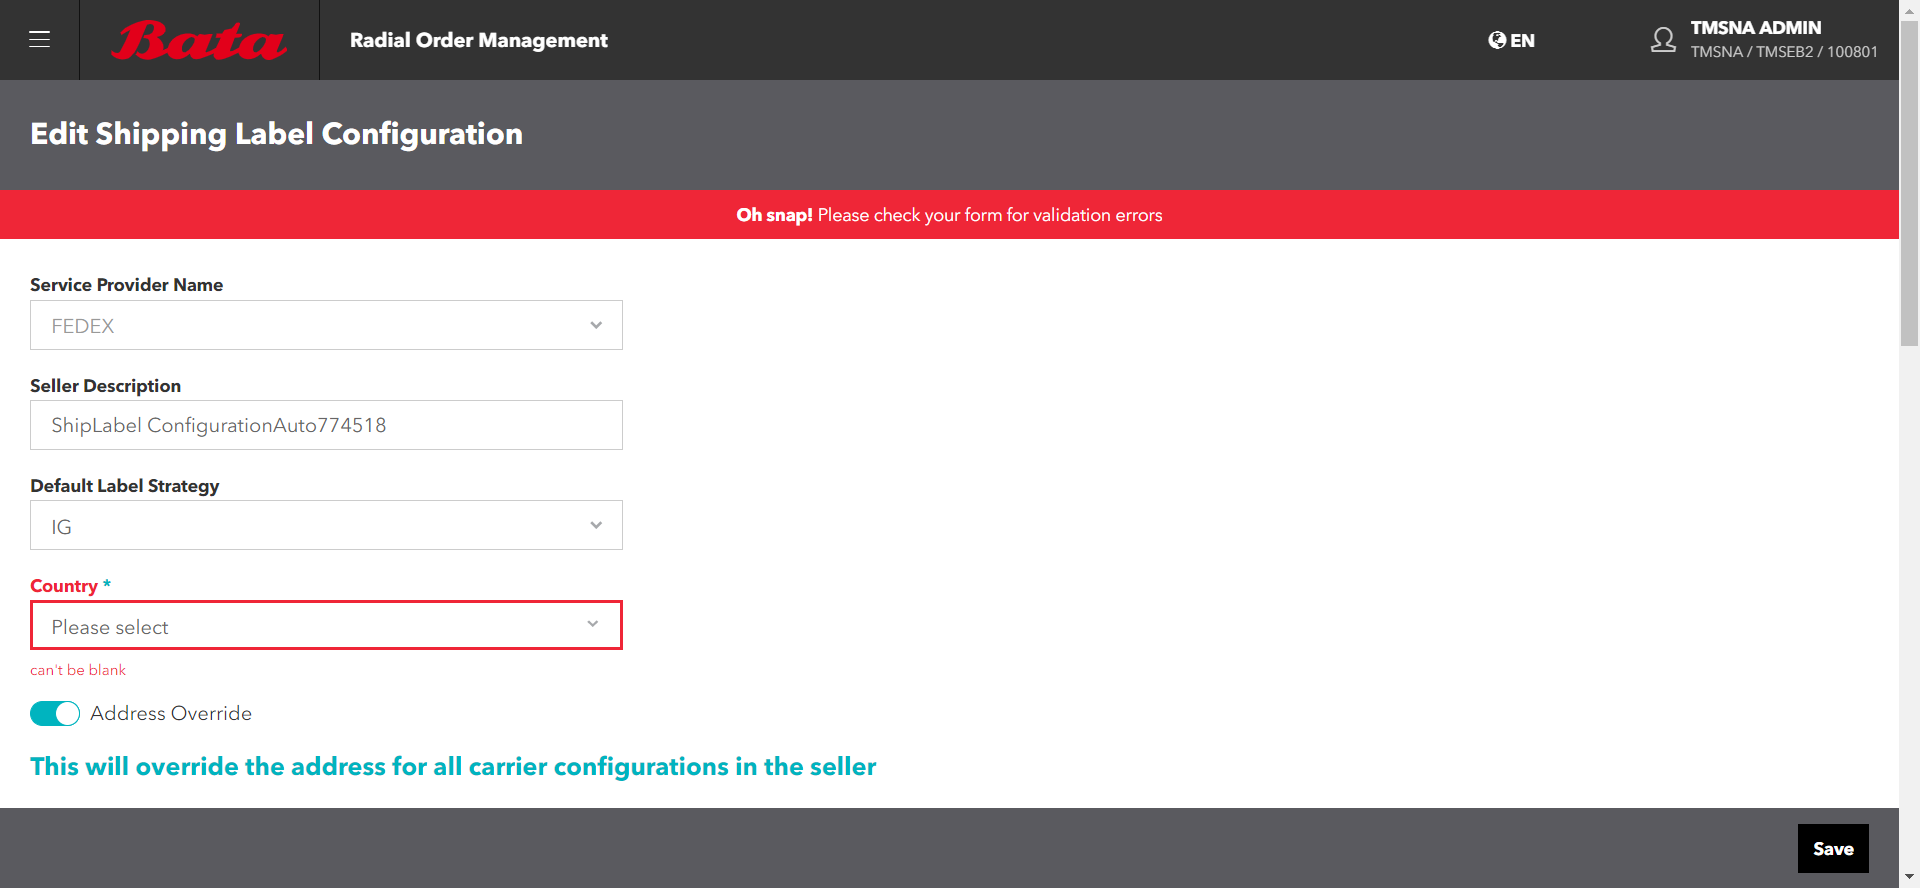 Bata
Radial Order Management
EN
TMSNA ADMIN
TMSNA / TMSEB2 / 100801
Edit Shipping Label Configuration
Oh snap! Please check your form for validation errors
Service Provider Name
FEDEX
Seller Description
ShipLabel ConfigurationAuto774518
Default Label Strategy
IG
Country *
Please select
can't be blank
Address Override
This will override the address for all carrier configurations in the seller
Save